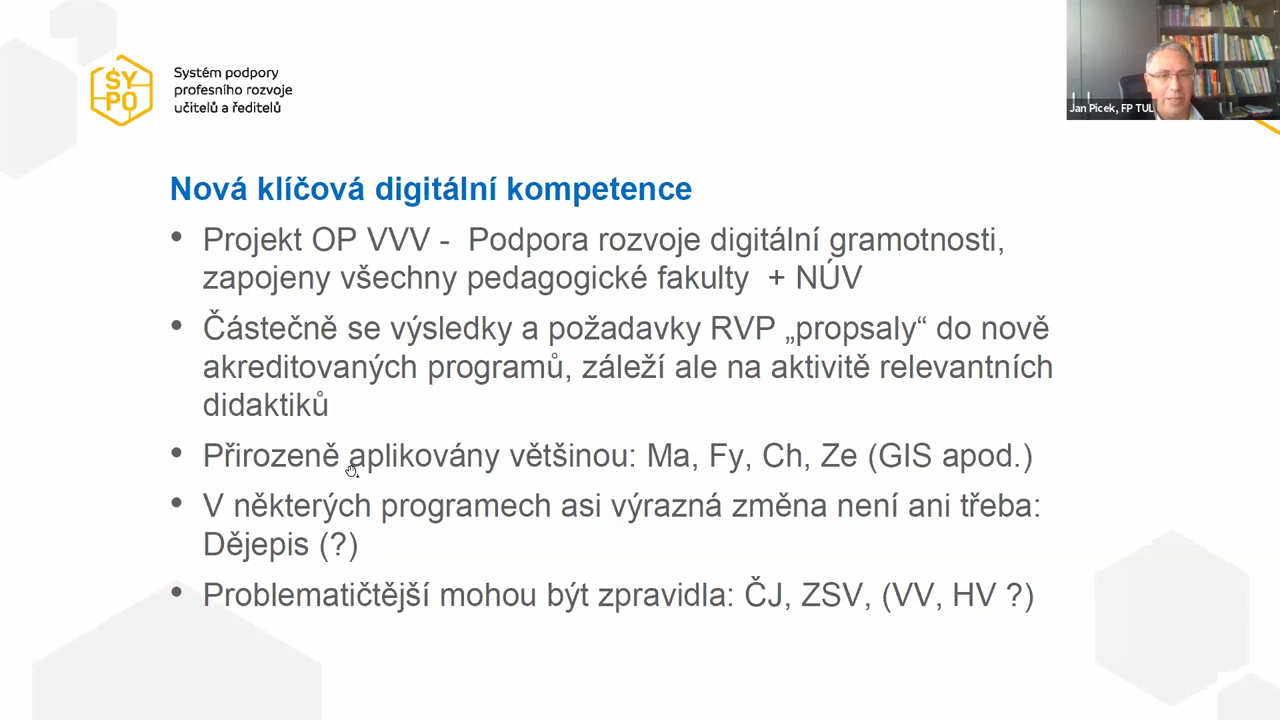 SYPO
Systém podpory
profesního rozvoje
učitelů a ředitelů
Jan Picek, FP TUL
Nová klíčová digitální kompetence
• Projekt OP VVV - Podpora rozvoje digitální gramotnosti,
zapojeny všechny pedagogické fakulty + NÚV
• Částečně se výsledky a požadavky RVP „propsaly“ do nově
akreditovaných programů, záleží ale na aktivitě relevantních
didaktiků
• Přirozeně aplikovány většinou: Ma, Fy, Ch, Ze (GIS apod.)
• V některých programech asi výrazná změna není ani třeba:
Dějepis (?)
• Problematičtější mohou být zpravidla: ČJ, ZSV, (VV, HV ?)